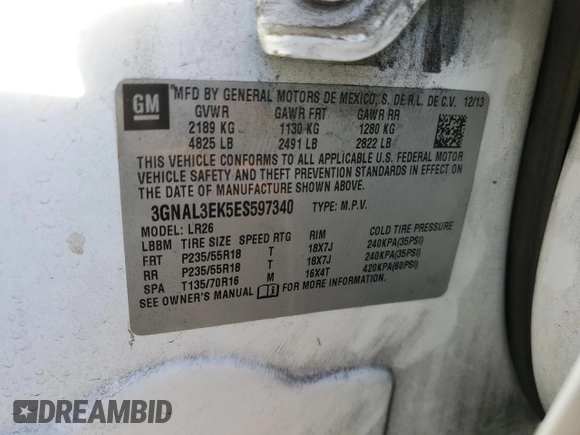 GM
MFD BY GENERAL MOTORS DE MEXICO, S. DE R.L. DE C.V. 12/13
GVWR GAWR FRT GAWR RR
2189 KG 1130 KG 1280 KG
4825 LB 2491 LB 2822 LB
THIS VEHICLE CONFORMS TO ALL APPLICABLE U.S. FEDERAL MOTOR
VEHICLE SAFETY AND THEFT PREVENTION STANDARDS IN EFFECT ON
THE DATE OF MANUFACTURE SHOWN ABOVE.
3GNAL3EK5ES597340 TYPE: M.P.V.
MODEL: LR26
LBBM TIRE SIZE SPEED RTG RIM COLD TIRE PRESSURE
FRT P235/55R18 T 18X7J 240KPA(35PSI)
RR P235/55R18 T 18X7J 240KPA(35PSI)
SPA T135/70R16 M 16X4T 420KPA(60PSI)
SEE OWNER'S MANUAL FOR MORE INFORMATION.
DREAMBID